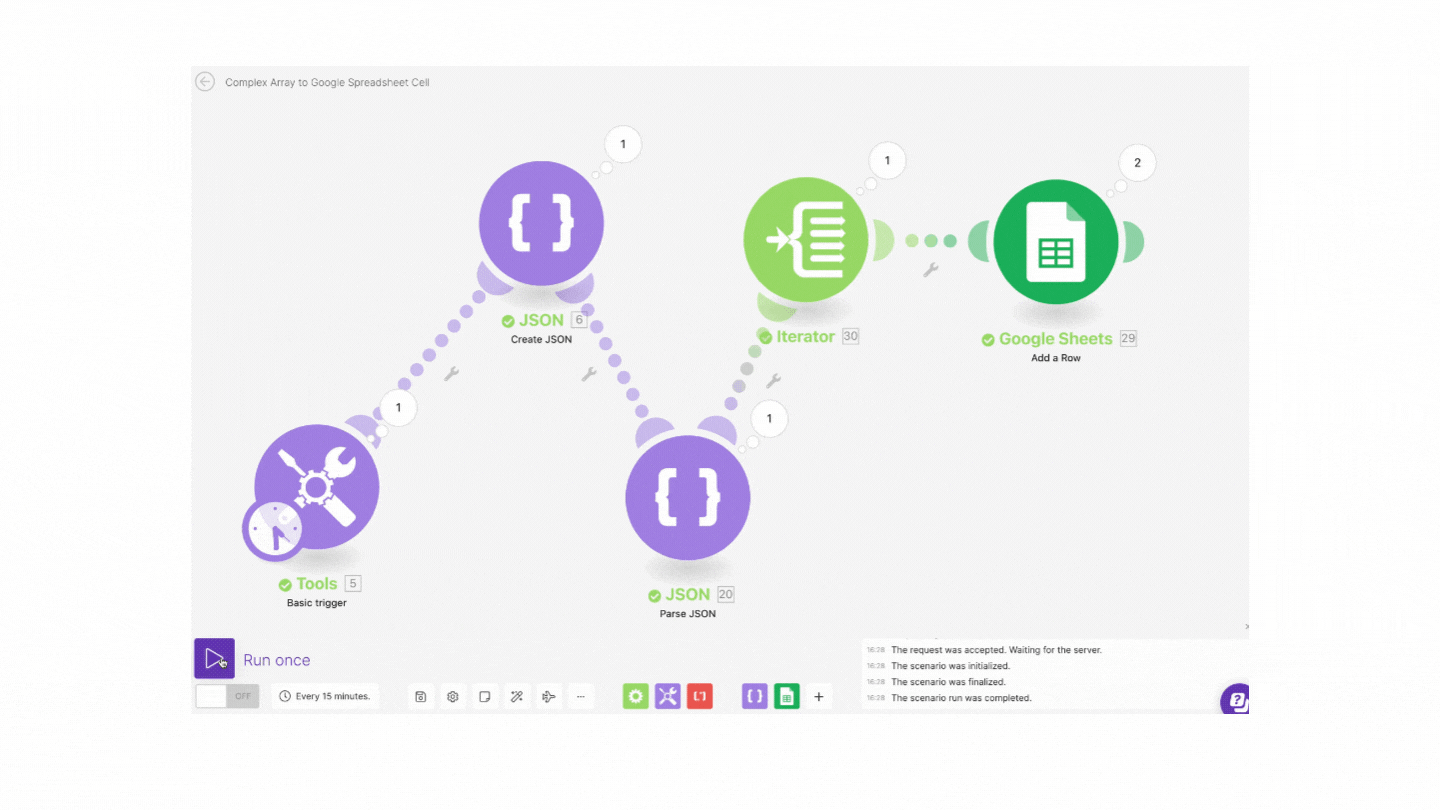 Complex Array to Google Spreadsheet Cell
1
1
2
JSON 6
Create JSON
Iterator 30
Google Sheets 29
Add a Row
1
1
Tools 5
Basic trigger
JSON 20
Parse JSON
Run once
OFF
Every 15 minutes.
16:28 The request was accepted. Waiting for the server.
16:28 The scenario was initialized.
16:28 The scenario was finalized.
16:28 The scenario run was completed.